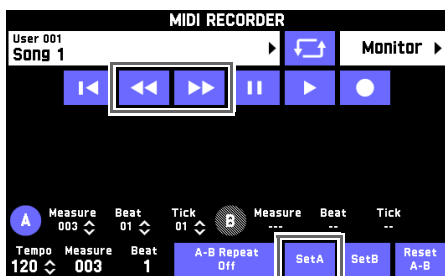 MIDI RECORDER
User 001
Song 1
Monitor
A Measure Beat Tick B Measure Beat Tick
003 01 01 --- -- --
Tempo Measure Beat A-B Repeat SetA SetB Reset
120 003 1 Off A-B